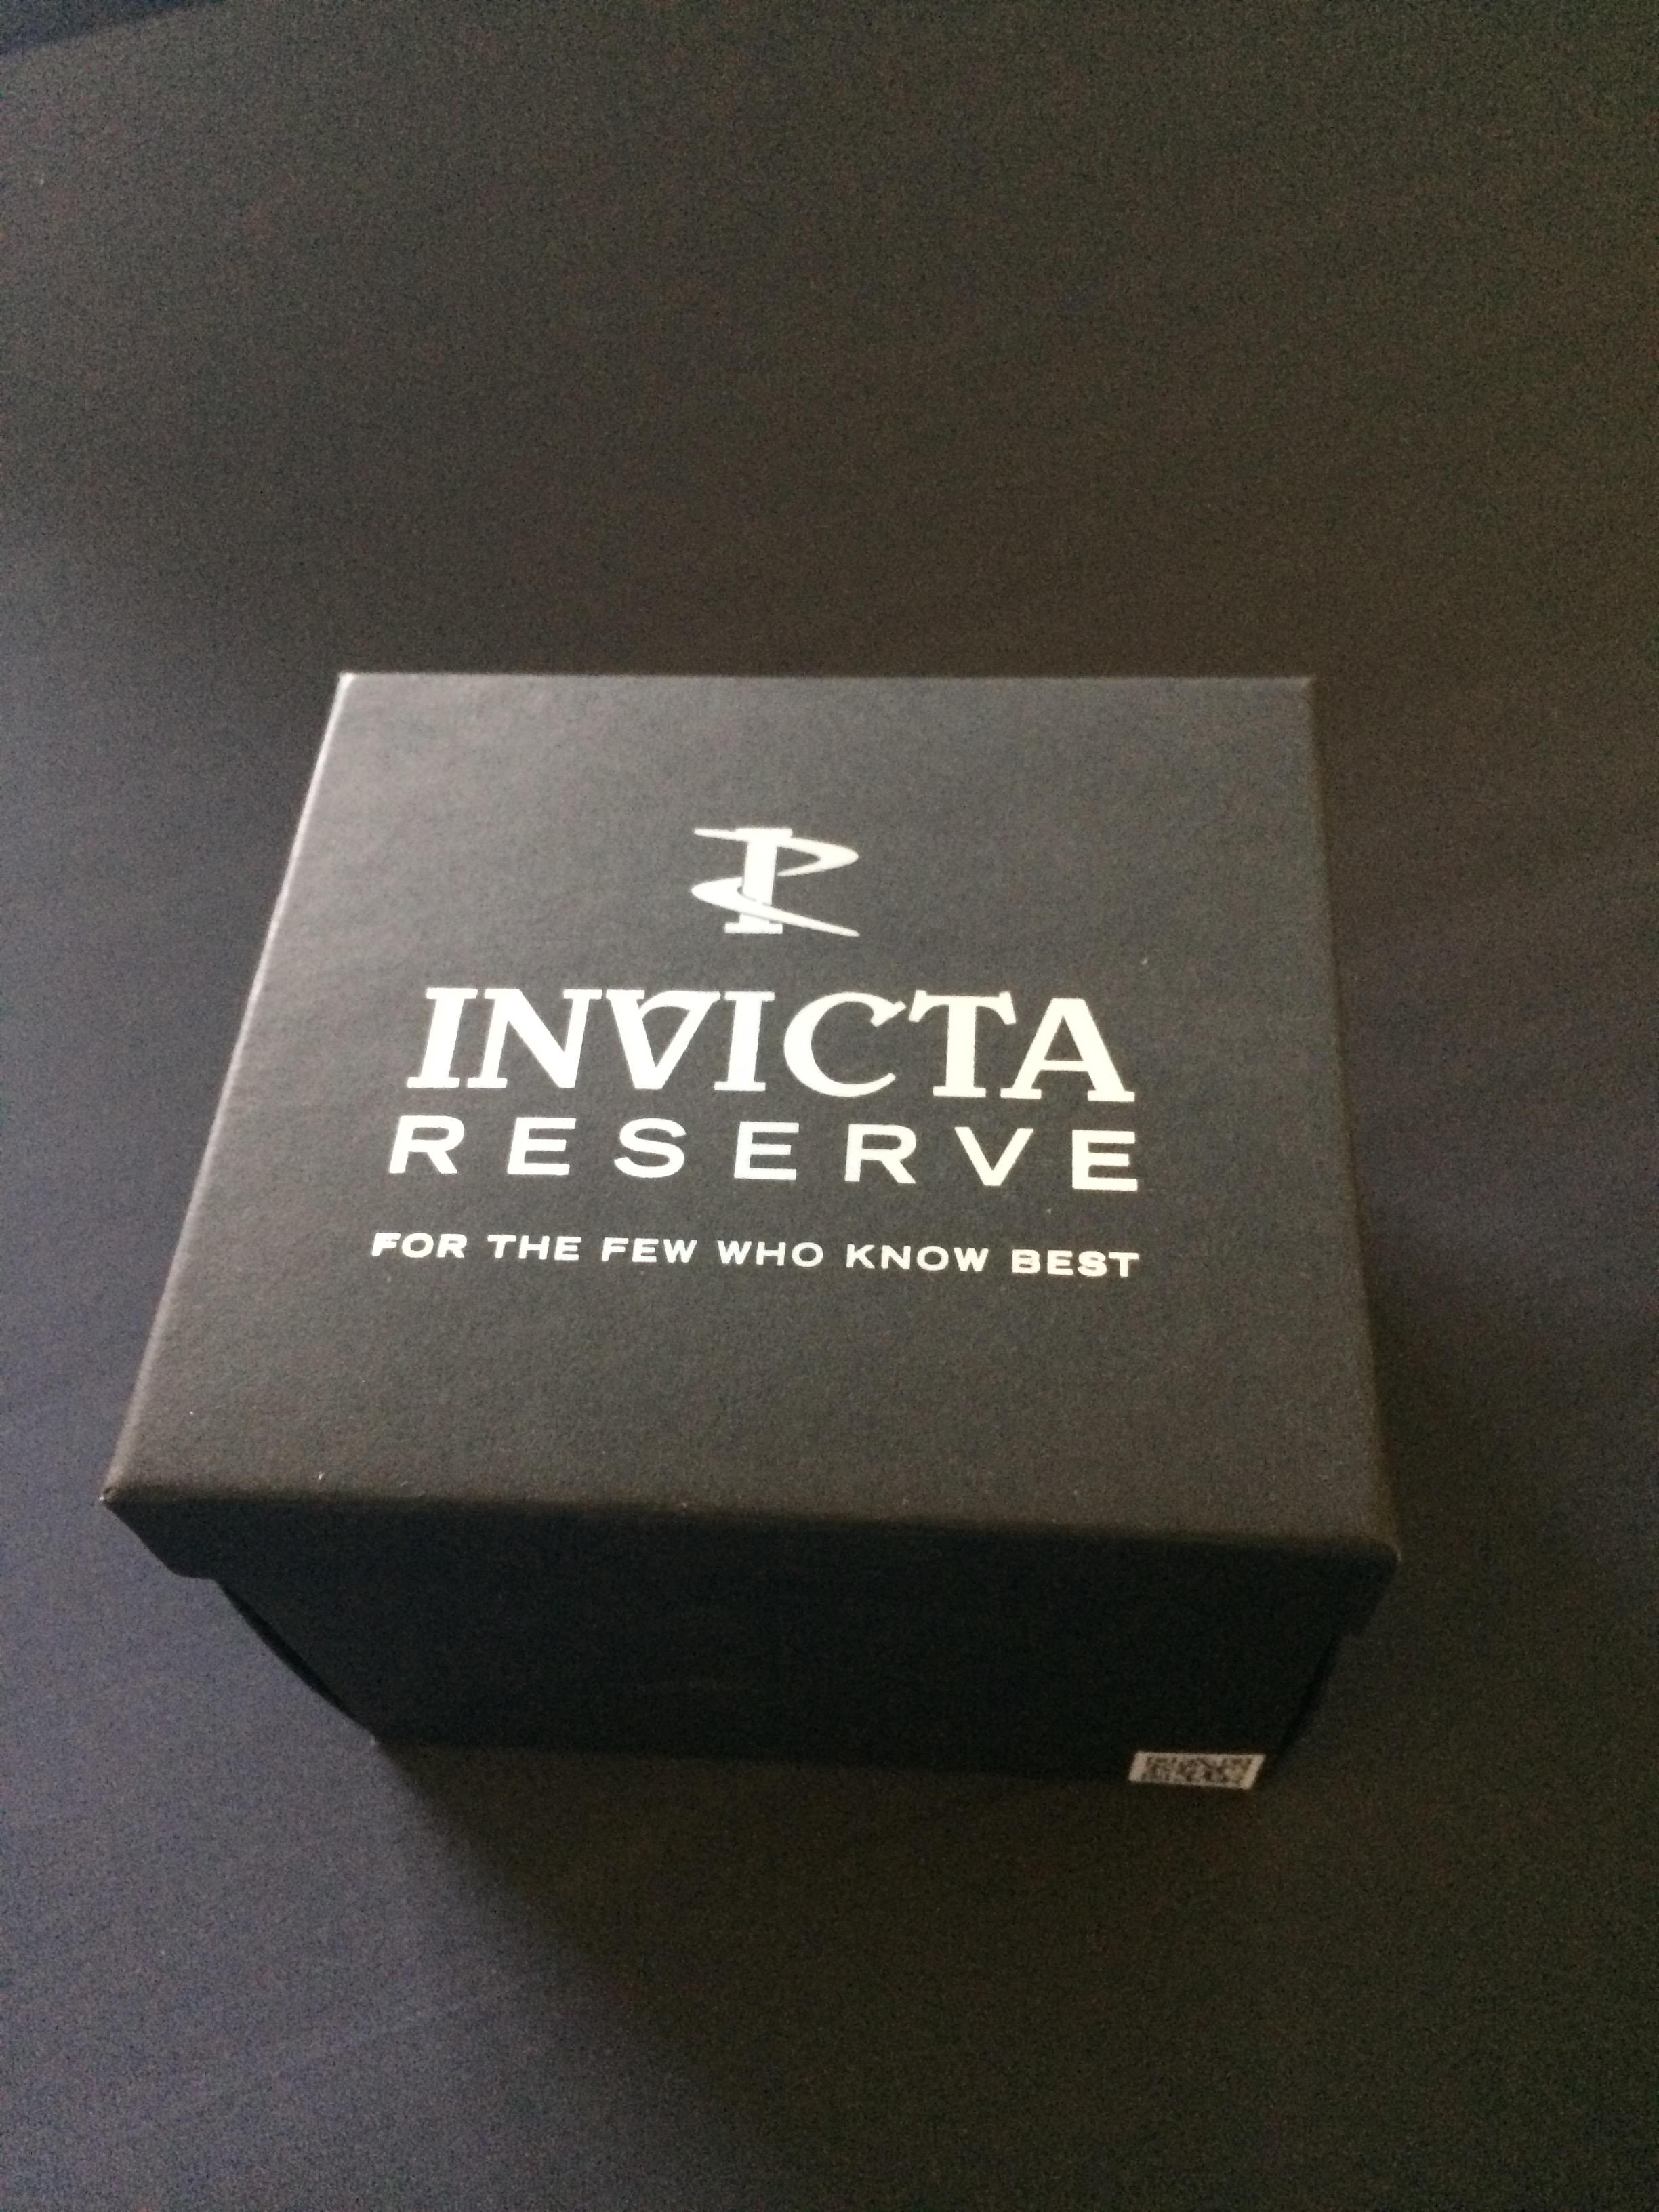 INVICTA
RESERVE
FOR THE FEW WHO KNOW BEST